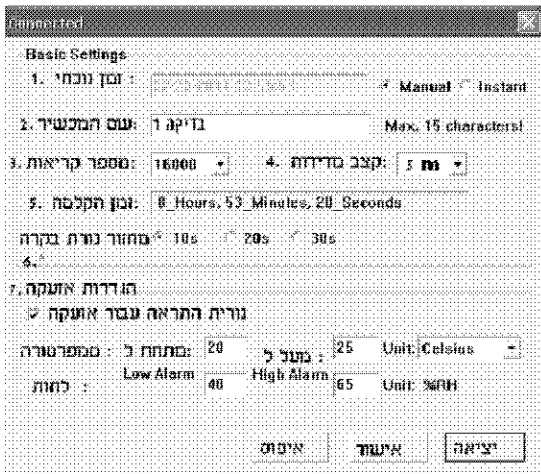 Connected
Basic Settings
1. זמן נוכחי :
Manual Instant
2. שם המכשיר: בדיקה 1 Max. 15 characters!
3. מספר קריאות: 16000 4. קצב מדידות:
5. זמן הקלטה: 8_Hours, 53_Minutes, 20_Seconds
מחזור נורת בקרה 10s 20s 30s
6.
7. הגדרות אזעקה
נורית התראה עבור אזעקה
טמפרטורה : מתחת ל: 20 מעל ל : 25 Unit: Celsius
Low Alarm High Alarm
לחות : 40 65 Unit: %RH
איפוס אישור יציאה